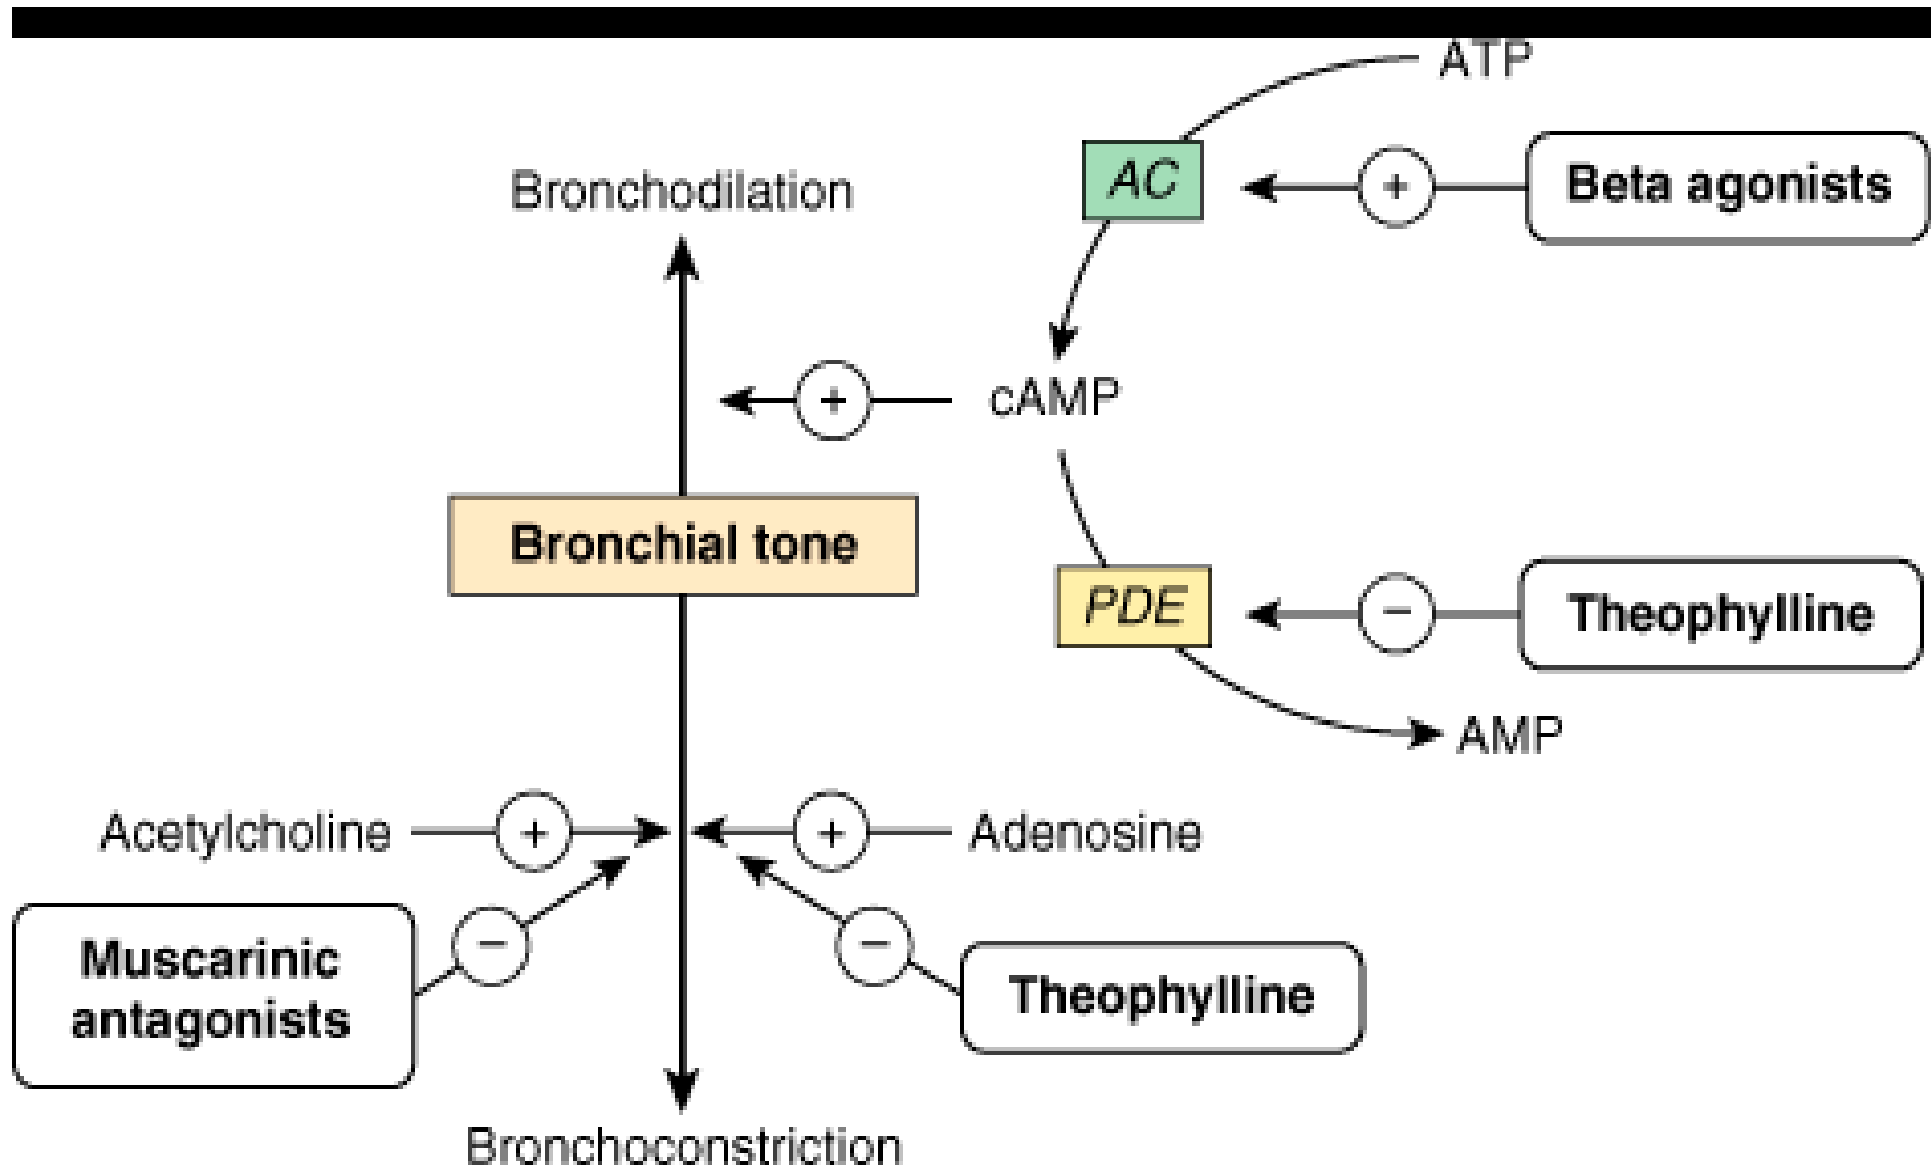 ATP
Bronchodilation
AC
+
Beta agonists
+
cAMP
Bronchial tone
PDE
−
Theophylline
AMP
Acetylcholine
+
+
Adenosine
Muscarinic
antagonists
−
−
Theophylline
Bronchoconstriction